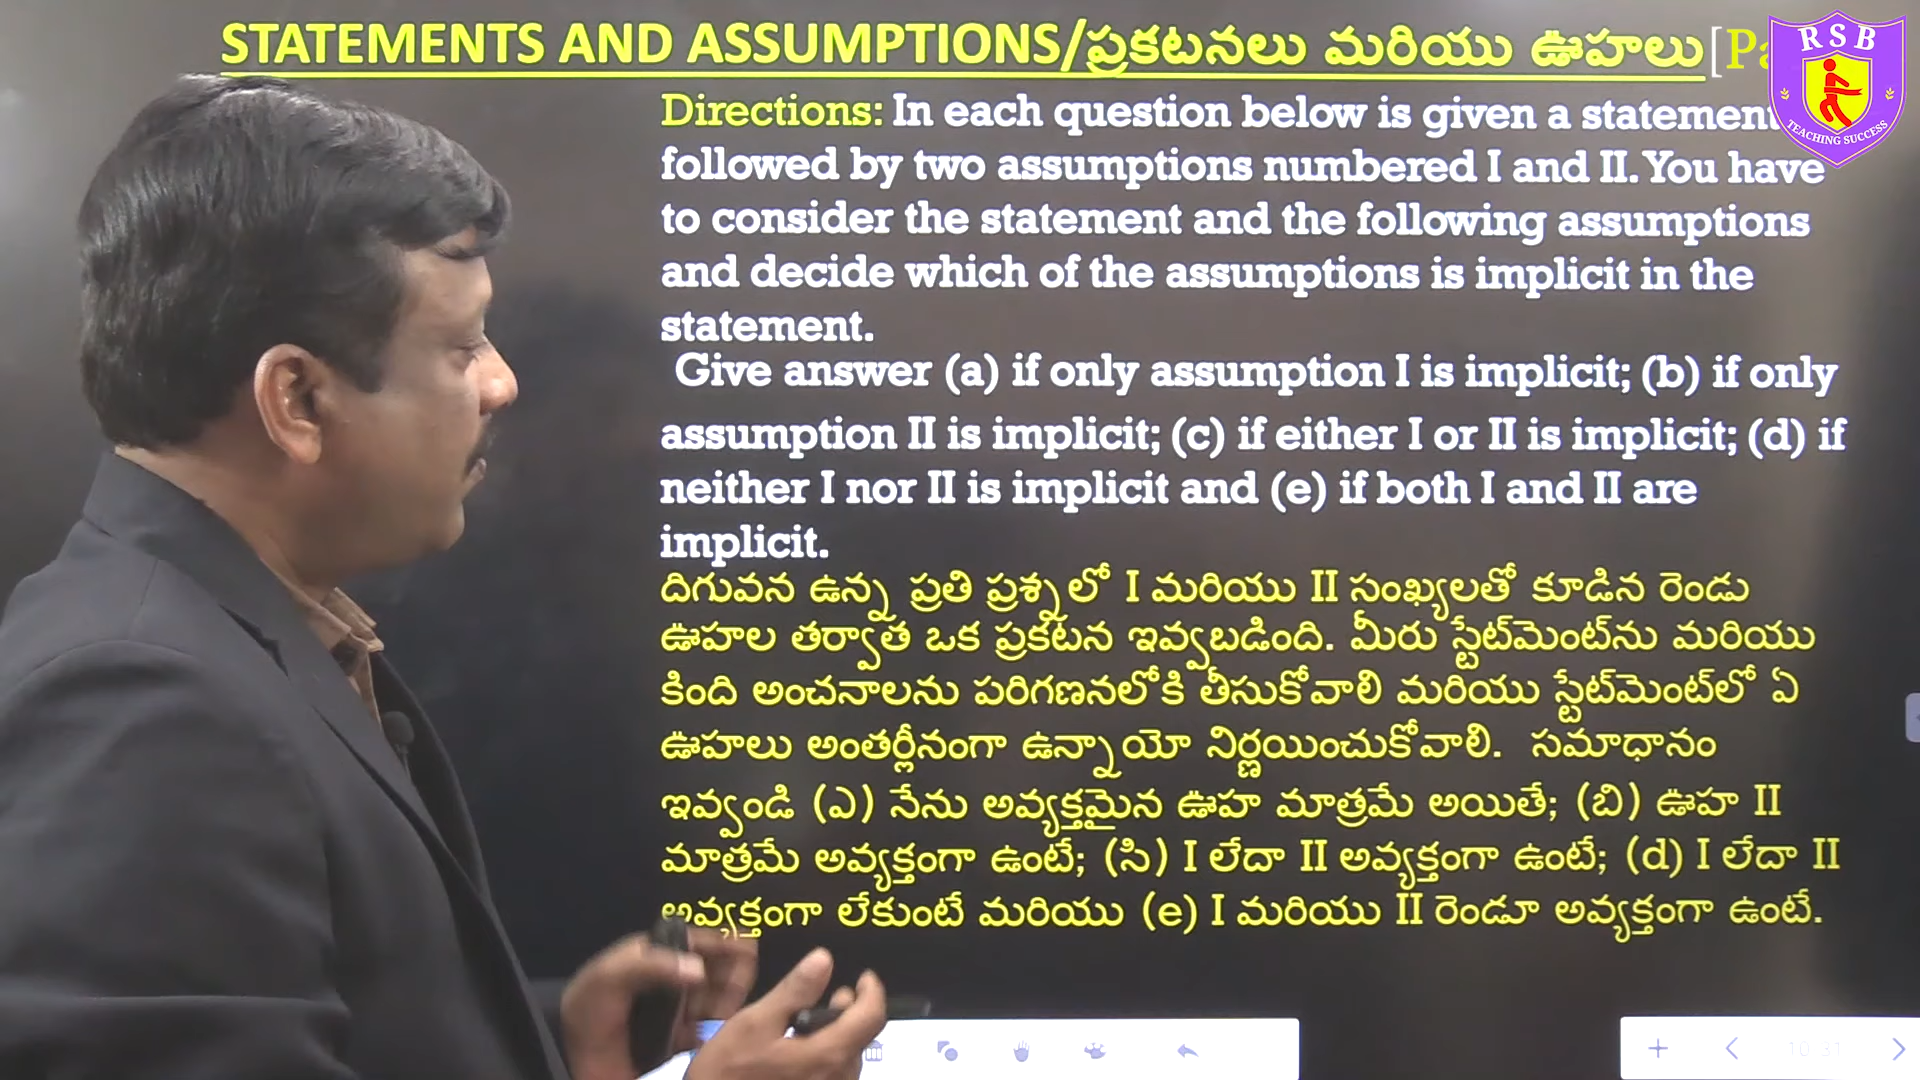 STATEMENTS AND ASSUMPTIONS/ప్రకటనలు మరియు ఊహలు
R S B
TEACHING SUCCESS
Directions: In each question below is given a statement
followed by two assumptions numbered I and II. You have
to consider the statement and the following assumptions
and decide which of the assumptions is implicit in the
statement.
Give answer (a) if only assumption I is implicit; (b) if only
assumption II is implicit; (c) if either I or II is implicit; (d) if
neither I nor II is implicit and (e) if both I and II are
implicit.
దిగువన ఉన్న ప్రతి ప్రశ్నలో I మరియు II సంఖ్యలతో కూడిన రెండు
ఊహల తర్వాత ఒక ప్రకటన ఇవ్వబడింది. మీరు స్టేట్‌మెంట్‌ను మరియు
కింది అంచనాలను పరిగణనలోకి తీసుకోవాలి మరియు స్టేట్‌మెంట్‌లో ఏ
ఊహలు అంతర్లీనంగా ఉన్నాయో నిర్ణయించుకోవాలి. సమాధానం
ఇవ్వండి (ఎ) నేను అవ్యక్తమైన ఊహ మాత్రమే అయితే; (బి) ఊహ II
మాత్రమే అవ్యక్తంగా ఉంటే; (సి) I లేదా II అవ్యక్తంగా ఉంటే; (d) I లేదా II
అవ్యక్తంగా లేకుంటే మరియు (e) I మరియు II రెండూ అవ్యక్తంగా ఉంటే.